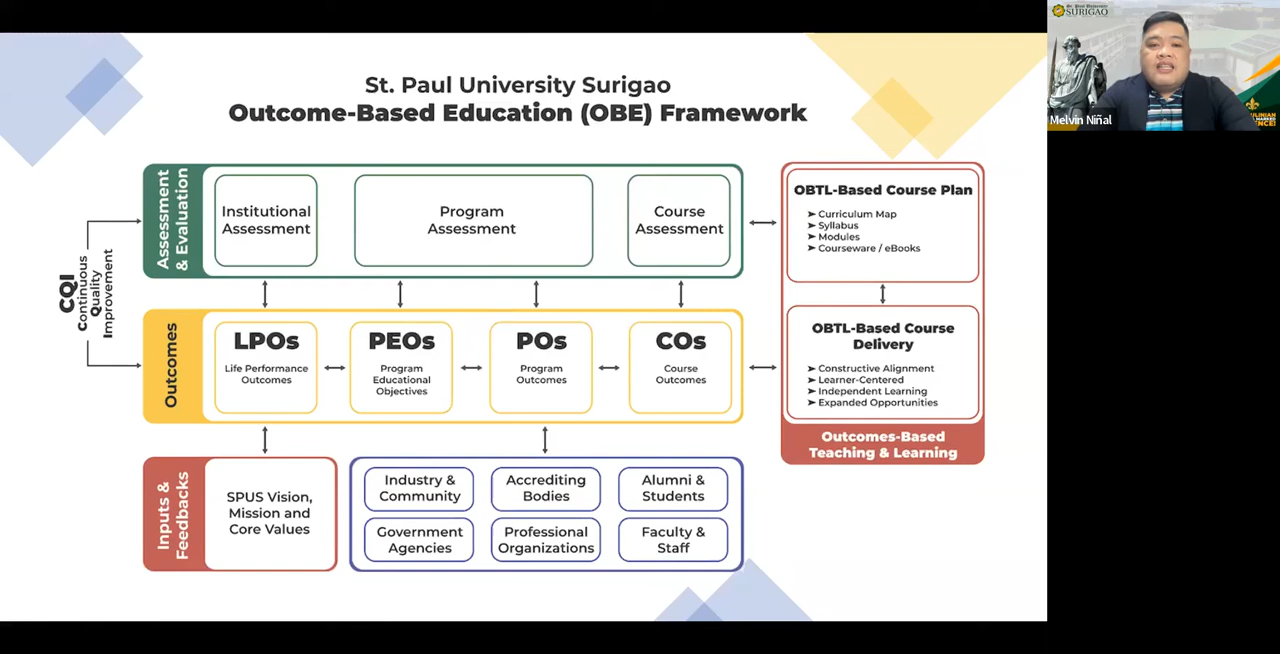 St. Paul University Surigao
Outcome-Based Education (OBE) Framework
Assessment
& Evaluation
Institutional
Assessment
Program
Assessment
Course
Assessment
OBTL-Based Course Plan
➤ Curriculum Map
➤ Syllabus
➤ Modules
➤ Courseware / eBooks
CQI
Continuous
Quality
Improvement
Outcomes
LPOs
Life Performance
Outcomes
PEOs
Program
Educational
Objectives
POs
Program
Outcomes
COs
Course
Outcomes
OBTL-Based Course
Delivery
➤ Constructive Alignment
➤ Learner-Centered
➤ Independent Learning
➤ Expanded Opportunities
Outcomes-Based
Teaching & Learning
Inputs &
Feedbacks
SPUS Vision,
Mission and
Core Values
Industry &
Community
Accrediting
Bodies
Alumni &
Students
Government
Agencies
Professional
Organizations
Faculty &
Staff
St. Paul University
SURIGAO
Melvin Niñal